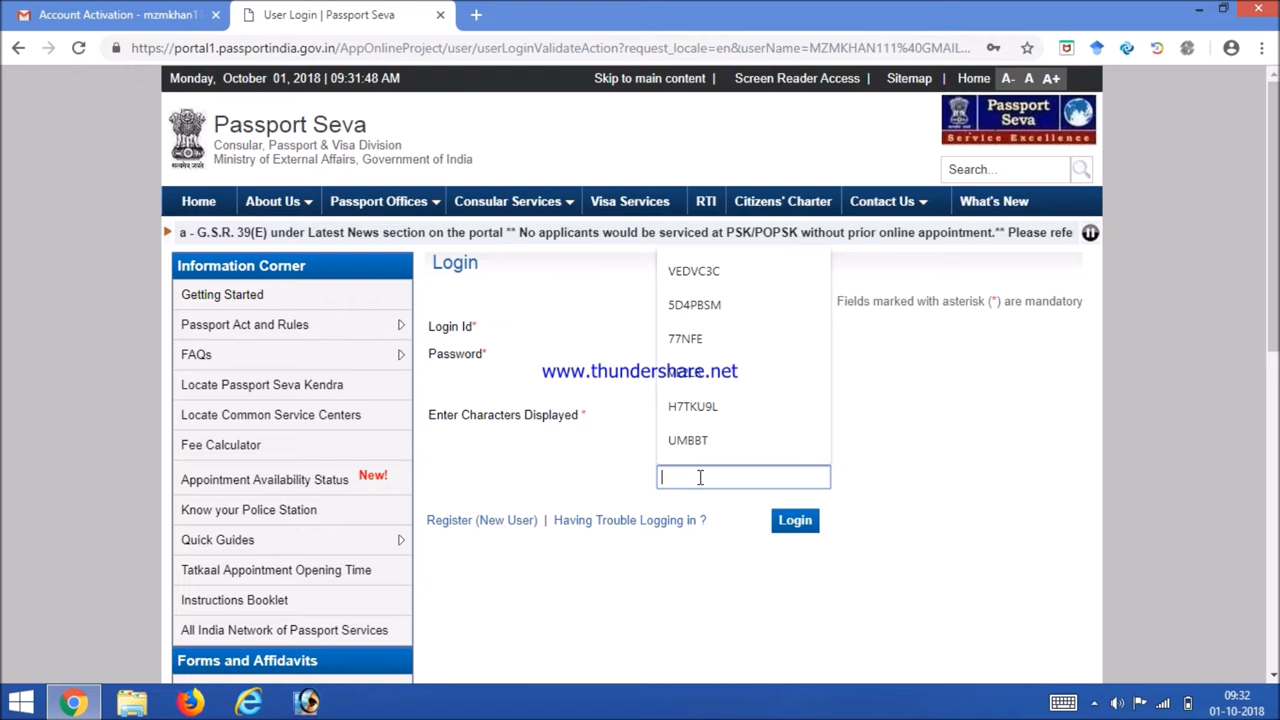 Account Activation - mzmkhan11
User Login | Passport Seva
https://portal1.passportindia.gov.in/AppOnlineProject/user/userLoginValidateAction?request_locale=en&userName=MZMKHAN111%40GMAIL...
Monday, October 01, 2018 | 09:31:48 AM
Skip to main content | Screen Reader Access | Sitemap | Home A- A A+
Passport Seva
Consular, Passport & Visa Division
Ministry of External Affairs, Government of India
सत्यमेव जयते
Passport
Seva
Service Excellence
Search...
Home About Us Passport Offices Consular Services Visa Services RTI Citizens' Charter Contact Us What's New
a - G.S.R. 39(E) under Latest News section on the portal ** No applicants would be serviced at PSK/POPSK without prior online appointment.** Please refe
Information Corner
Getting Started
Passport Act and Rules
FAQs
Locate Passport Seva Kendra
Locate Common Service Centers
Fee Calculator
Appointment Availability Status New!
Know your Police Station
Quick Guides
Tatkaal Appointment Opening Time
Instructions Booklet
All India Network of Passport Services
Forms and Affidavits
Login
Fields marked with asterisk (*) are mandatory
Login Id*
Password*
Enter Characters Displayed *
VEDVC3C
5D4PBSM
77NFE
www.thundershare.net
H7TKU9L
UMBBT
Register (New User) | Having Trouble Logging in ?
Login
09:32
01-10-2018